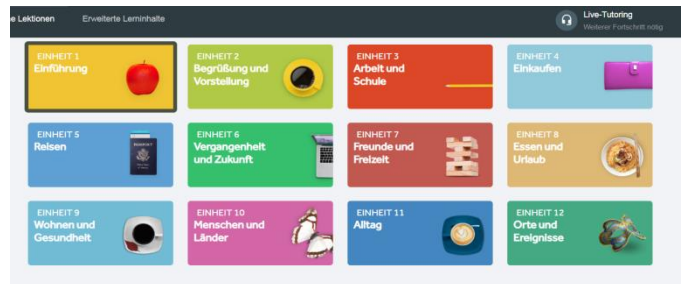 e Lektionen Erweiterte Lerninhalte
Live-Tutoring
Weiterer Fortschritt nötig
EINHEIT 1
Einführung
EINHEIT 2
Begrüßung und
Vorstellung
EINHEIT 3
Arbeit und
Schule
EINHEIT 4
Einkaufen
EINHEIT 5
Reisen
EINHEIT 6
Vergangenheit
und Zukunft
EINHEIT 7
Freunde und
Freizeit
EINHEIT 8
Essen und
Urlaub
EINHEIT 9
Wohnen und
Gesundheit
EINHEIT 10
Menschen und
Länder
EINHEIT 11
Alltag
EINHEIT 12
Orte und
Ereignisse